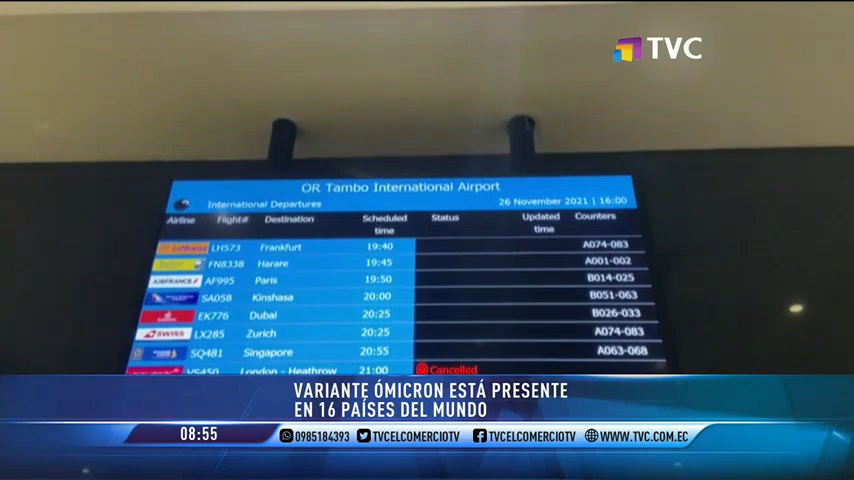 TVC
OR Tambo International Airport
International Departures 26 November 2021 | 16:00
Airline Flight# Destination Scheduled time Status Updated time Counters
Lufthansa LH573 Frankfurt 19:40 A074-083
FN8338 Harare 19:45 A001-002
AIRFRANCE AF995 Paris 19:50 B014-025
SA058 Kinshasa 20:00 B051-063
Emirates EK776 Dubai 20:25 B026-033
SWISS LX285 Zurich 20:25 A074-083
SQ481 Singapore 20:55 A063-068
VS450 London - Heathrow 21:00 Cancelled
VARIANTE ÓMICRON ESTÁ PRESENTE
EN 16 PAÍSES DEL MUNDO
08:55 0985184393 TVCELCOMERCIOTV TVCELCOMERCIOTV WWW.TVC.COM.EC